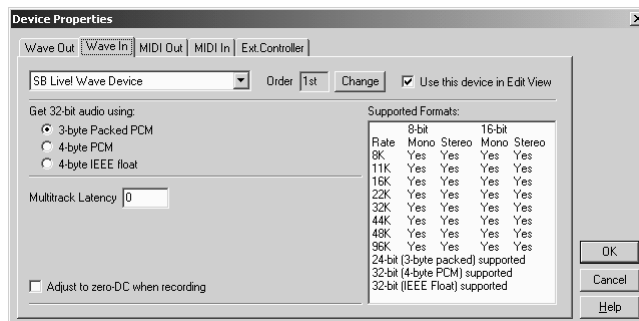 Device Properties
Wave Out Wave In MIDI Out MIDI In Ext.Controller
SB Live! Wave Device Order 1st Change Use this device in Edit View
Get 32-bit audio using:
3-byte Packed PCM
4-byte PCM
4-byte IEEE float
Multitrack Latency 0
Adjust to zero-DC when recording
Supported Formats:
8-bit 16-bit
Rate Mono Stereo Mono Stereo
8K Yes Yes Yes Yes
11K Yes Yes Yes Yes
16K Yes Yes Yes Yes
22K Yes Yes Yes Yes
32K Yes Yes Yes Yes
44K Yes Yes Yes Yes
48K Yes Yes Yes Yes
96K Yes Yes Yes Yes
24-bit (3-byte packed) supported
32-bit (4-byte PCM) supported
32-bit (IEEE Float) supported
OK
Cancel
Help